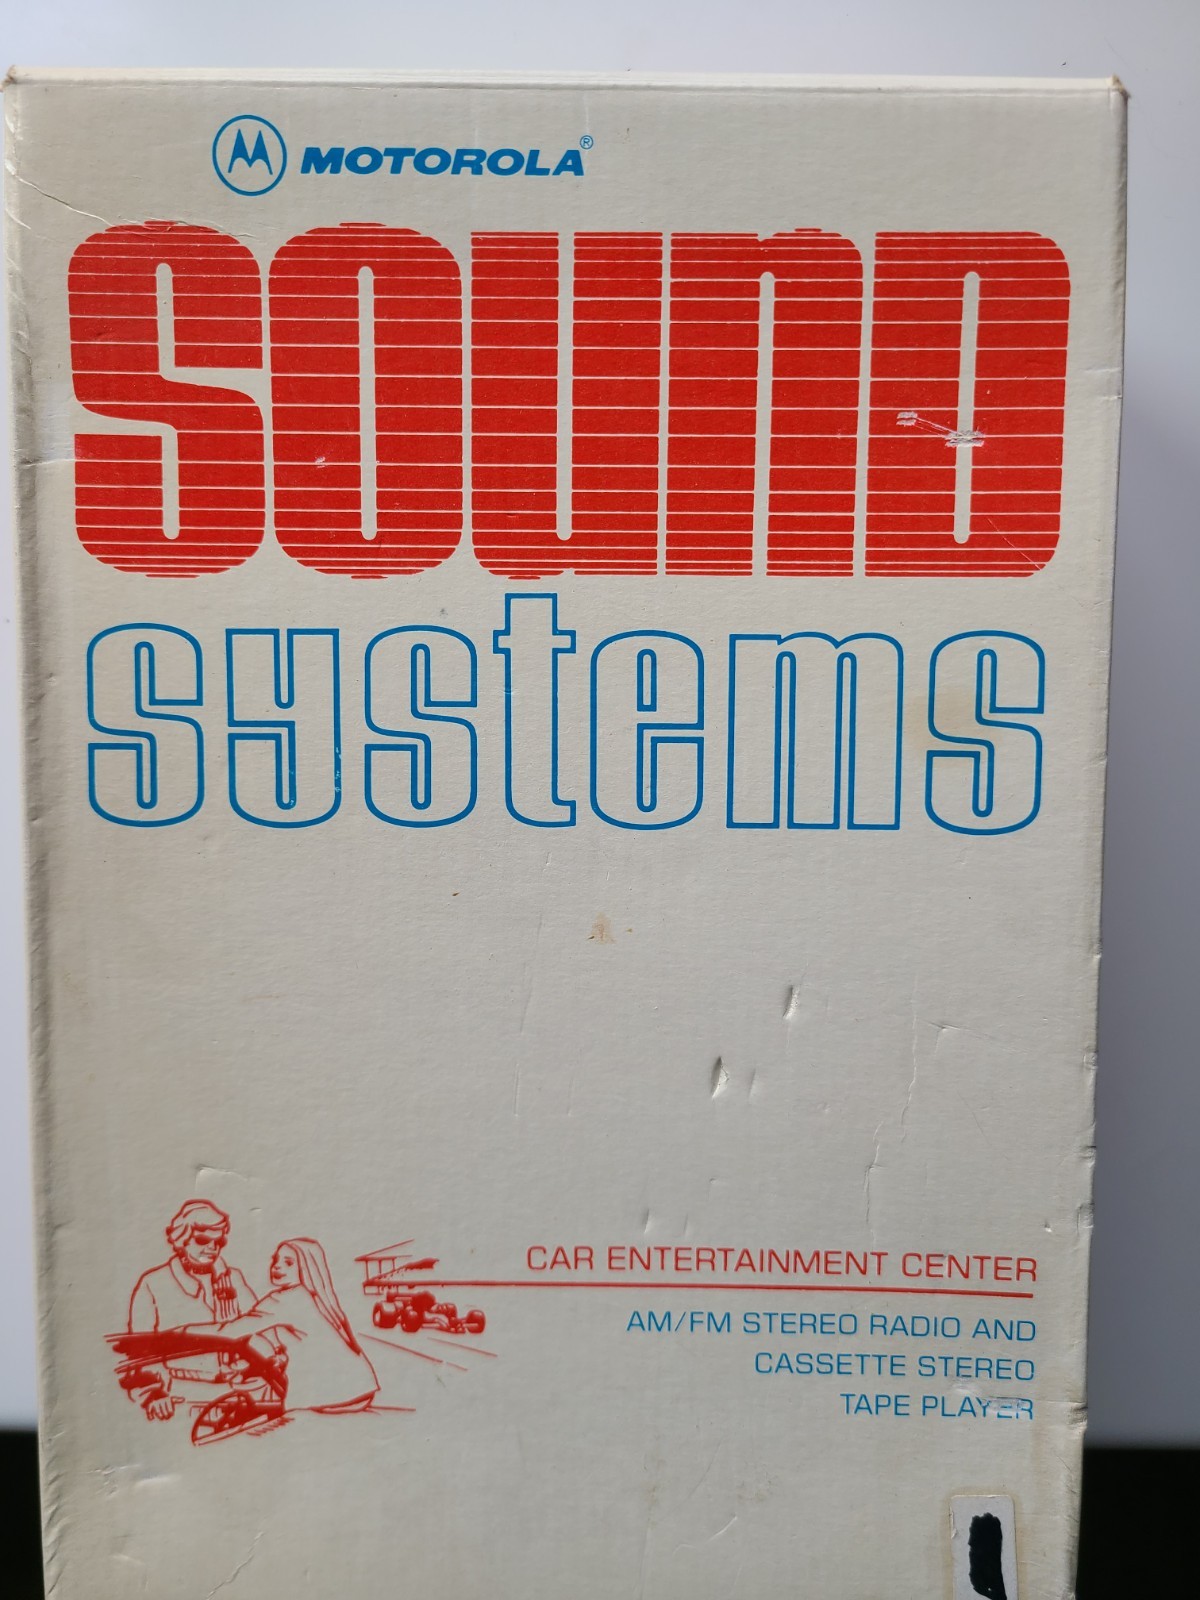 MOTOROLA®
SOUND
systems
CAR ENTERTAINMENT CENTER
AM/FM STEREO RADIO AND
CASSETTE STEREO
TAPE PLAYER